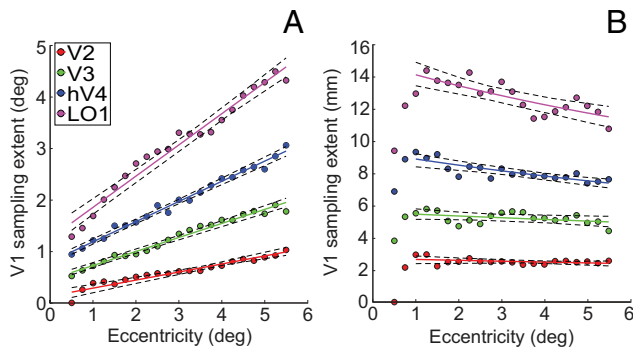 A
B
V1 sampling extent (deg)
5
4
3
2
1
0
V2
V3
hV4
LO1
0 1 2 3 4 5 6
Eccentricity (deg)
V1 sampling extent (mm)
16
14
12
10
8
6
4
2
0
0 1 2 3 4 5 6
Eccentricity (deg)